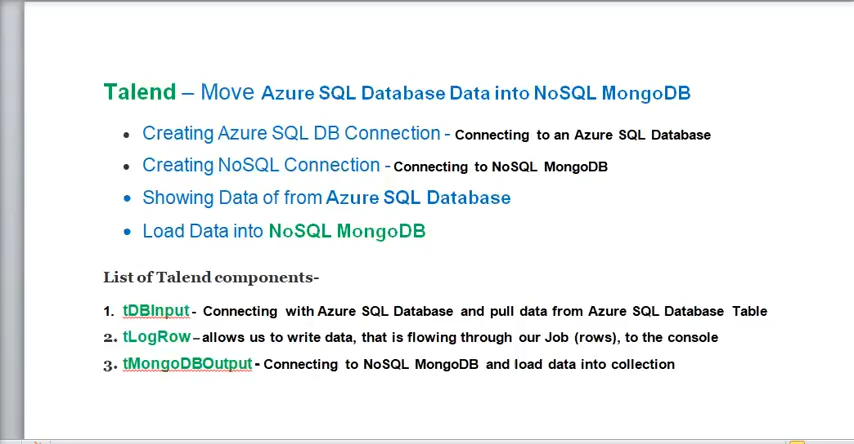 Talend – Move Azure SQL Database Data into NoSQL MongoDB
• Creating Azure SQL DB Connection - Connecting to an Azure SQL Database
• Creating NoSQL Connection - Connecting to NoSQL MongoDB
• Showing Data of from Azure SQL Database
• Load Data into NoSQL MongoDB
List of Talend components-
1. tDBInput - Connecting with Azure SQL Database and pull data from Azure SQL Database Table
2. tLogRow – allows us to write data, that is flowing through our Job (rows), to the console
3. tMongoDBOutput - Connecting to NoSQL MongoDB and load data into collection